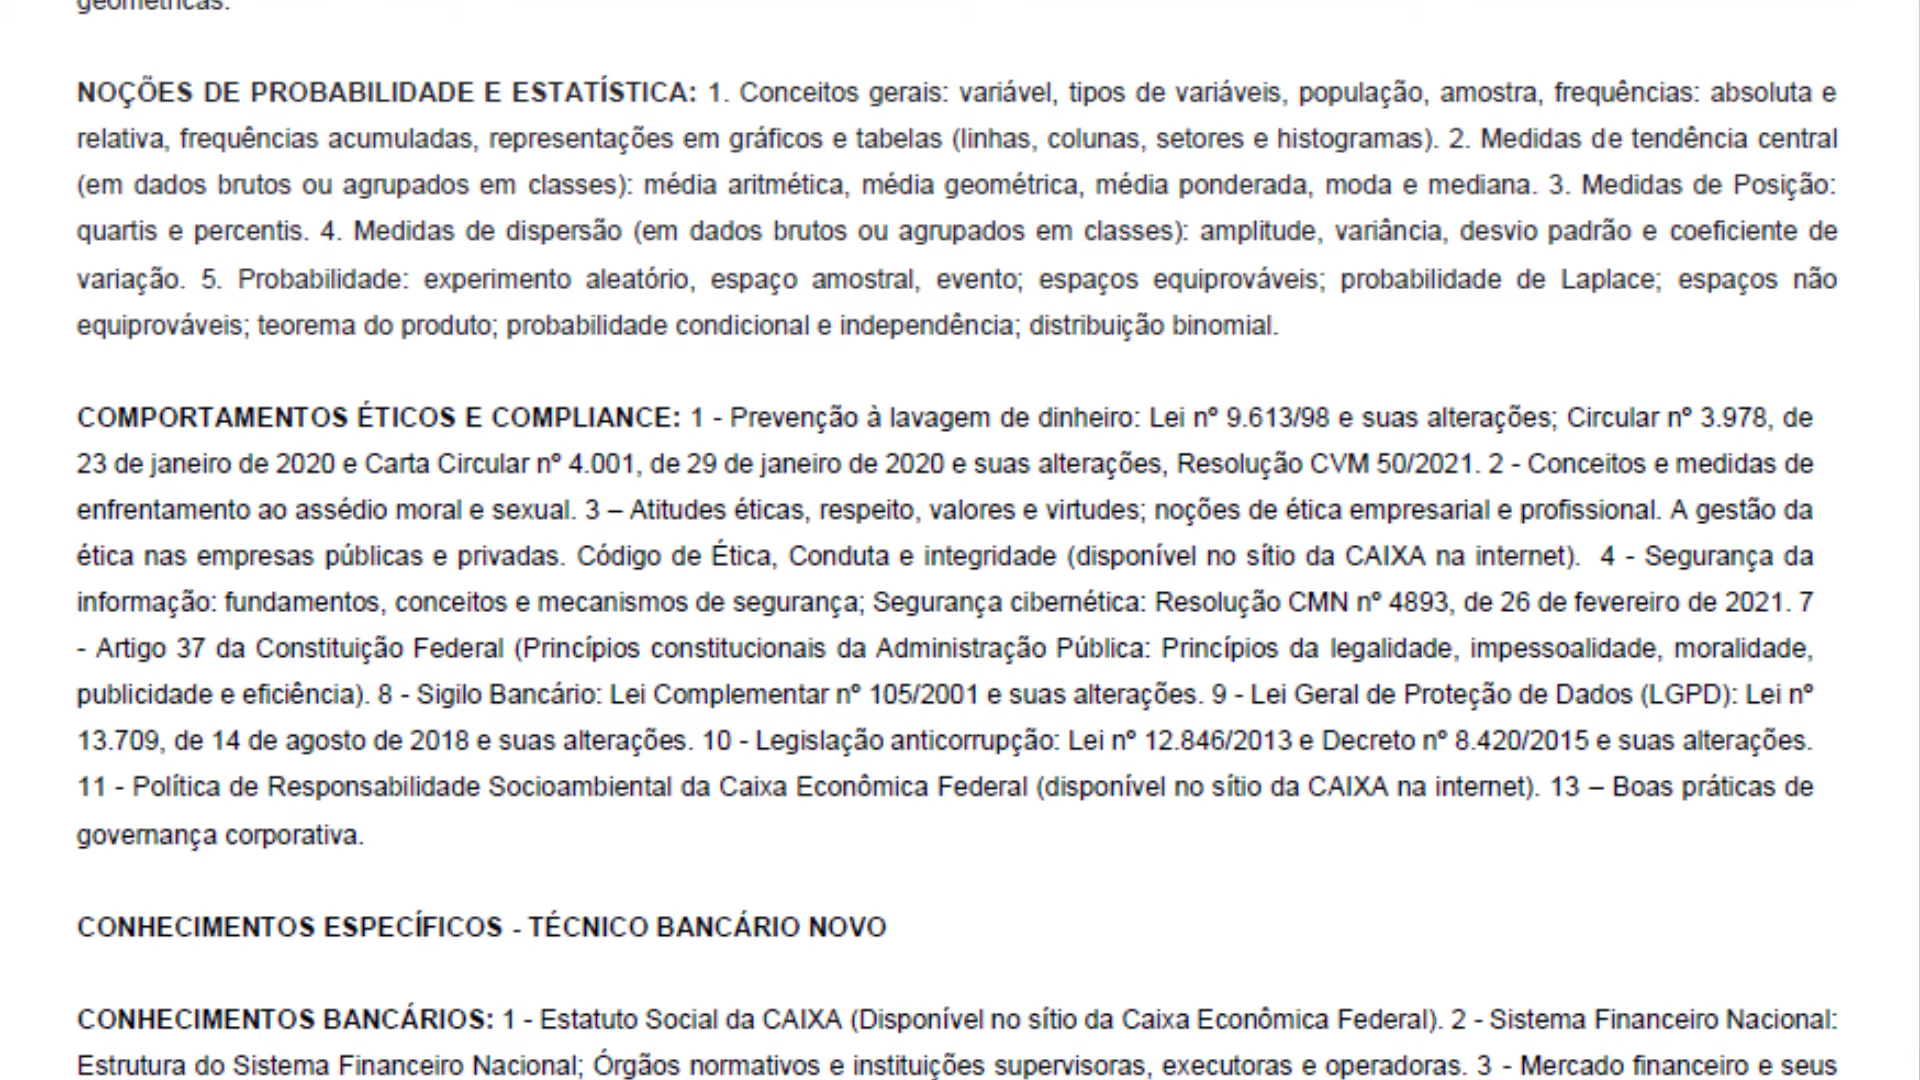 geométricas.
NOÇÕES DE PROBABILIDADE E ESTATÍSTICA: 1. Conceitos gerais: variável, tipos de variáveis, população, amostra, frequências: absoluta e
relativa, frequências acumuladas, representações em gráficos e tabelas (linhas, colunas, setores e histogramas). 2. Medidas de tendência central
(em dados brutos ou agrupados em classes): média aritmética, média geométrica, média ponderada, moda e mediana. 3. Medidas de Posição:
quartis e percentis. 4. Medidas de dispersão (em dados brutos ou agrupados em classes): amplitude, variância, desvio padrão e coeficiente de
variação. 5. Probabilidade: experimento aleatório, espaço amostral, evento; espaços equiprováveis; probabilidade de Laplace; espaços não
equiprováveis; teorema do produto; probabilidade condicional e independência; distribuição binomial.
COMPORTAMENTOS ÉTICOS E COMPLIANCE: 1 - Prevenção à lavagem de dinheiro: Lei nº 9.613/98 e suas alterações; Circular nº 3.978, de
23 de janeiro de 2020 e Carta Circular nº 4.001, de 29 de janeiro de 2020 e suas alterações, Resolução CVM 50/2021. 2 - Conceitos e medidas de
enfrentamento ao assédio moral e sexual. 3 – Atitudes éticas, respeito, valores e virtudes; noções de ética empresarial e profissional. A gestão da
ética nas empresas públicas e privadas. Código de Ética, Conduta e integridade (disponível no sítio da CAIXA na internet). 4 - Segurança da
informação: fundamentos, conceitos e mecanismos de segurança; Segurança cibernética: Resolução CMN nº 4893, de 26 de fevereiro de 2021. 7
- Artigo 37 da Constituição Federal (Princípios constitucionais da Administração Pública: Princípios da legalidade, impessoalidade, moralidade,
publicidade e eficiência). 8 - Sigilo Bancário: Lei Complementar nº 105/2001 e suas alterações. 9 - Lei Geral de Proteção de Dados (LGPD): Lei nº
13.709, de 14 de agosto de 2018 e suas alterações. 10 - Legislação anticorrupção: Lei nº 12.846/2013 e Decreto nº 8.420/2015 e suas alterações.
11 - Política de Responsabilidade Socioambiental da Caixa Econômica Federal (disponível no sítio da CAIXA na internet). 13 – Boas práticas de
governança corporativa.
CONHECIMENTOS ESPECÍFICOS - TÉCNICO BANCÁRIO NOVO
CONHECIMENTOS BANCÁRIOS: 1 - Estatuto Social da CAIXA (Disponível no sítio da Caixa Econômica Federal). 2 - Sistema Financeiro Nacional:
Estrutura do Sistema Financeiro Nacional; Órgãos normativos e instituições supervisoras, executoras e operadoras. 3 - Mercado financeiro e seus